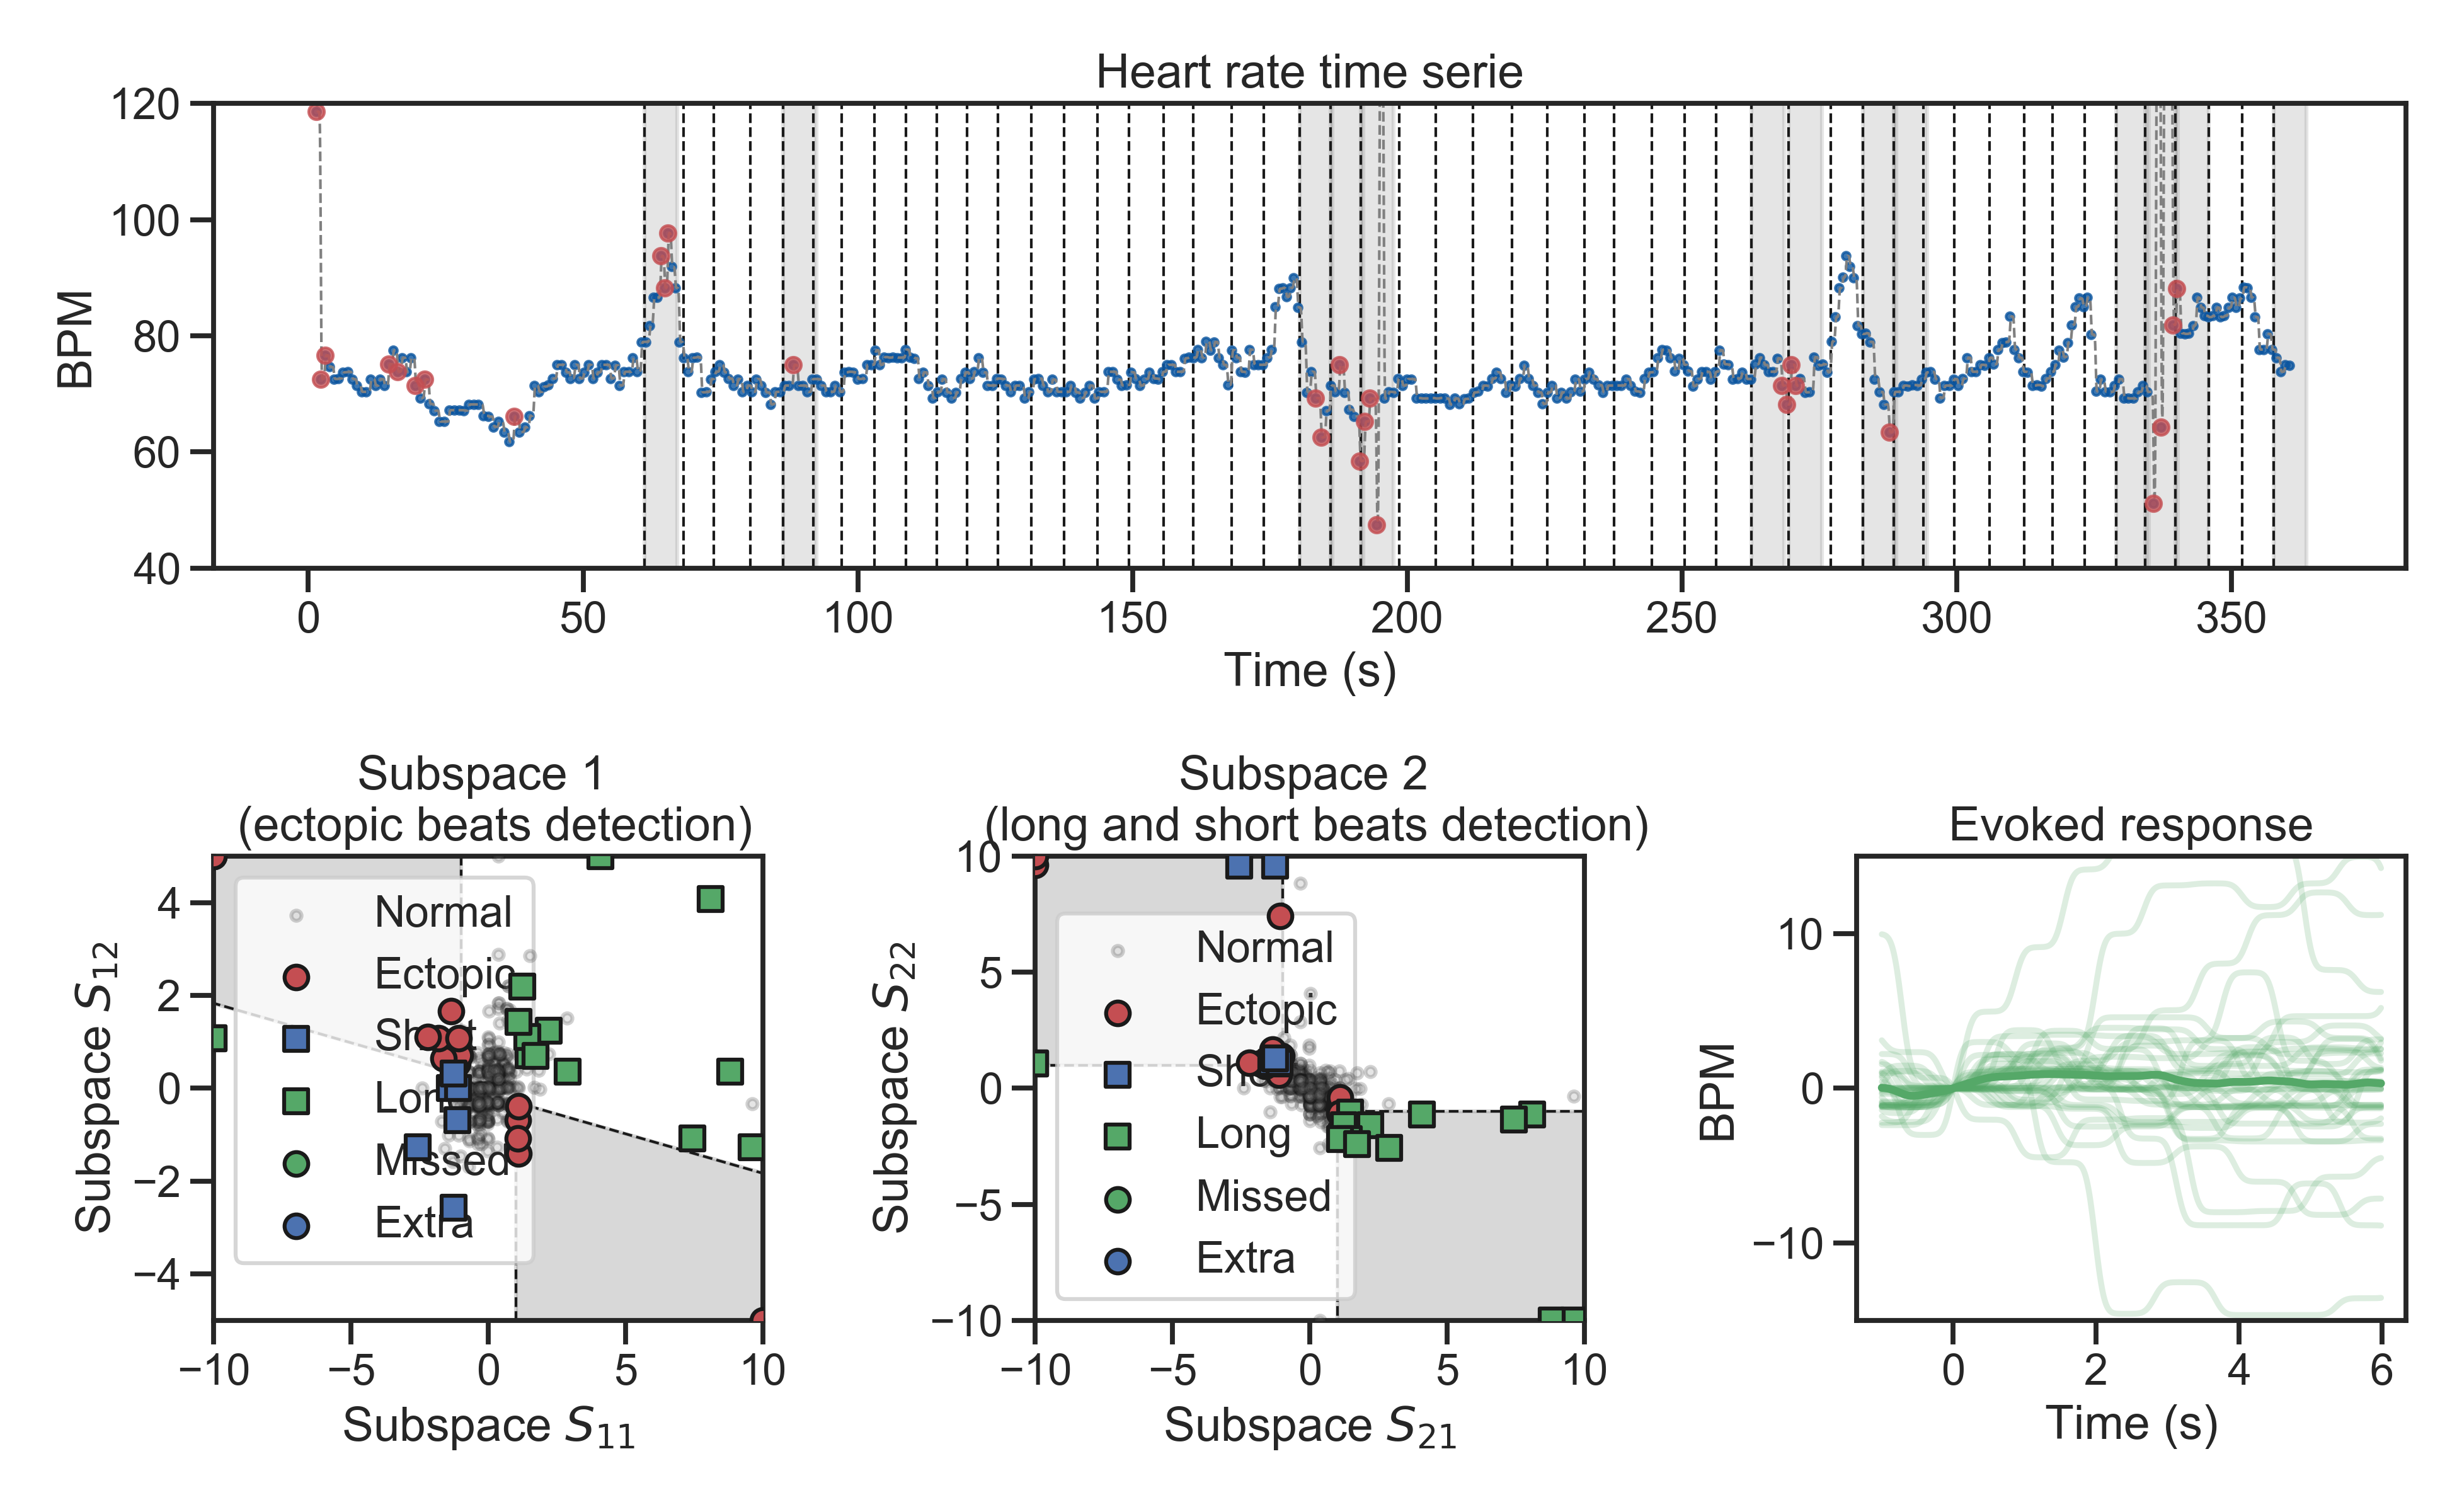 Heart rate time serie
BPM
120
100
80
60
40
0 50 100 150 200 250 300 350
Time (s)
Subspace 1
(ectopic beats detection)
Subspace S12
4
2
0
−2
−4
Normal
Ectopic
Short
Long
Missed
Extra
−10 −5 0 5 10
Subspace S11
Subspace 2
(long and short beats detection)
Subspace S22
10
5
0
−5
−10
Normal
Ectopic
Short
Long
Missed
Extra
−10 −5 0 5 10
Subspace S21
Evoked response
BPM
10
0
−10
0 2 4 6
Time (s)